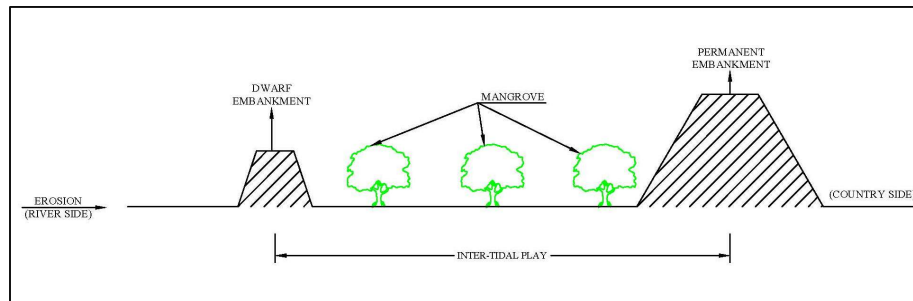 PERMANENT
EMBANKMENT
DWARF
EMBANKMENT
MANGROVE
EROSION
(RIVER SIDE)
(COUNTRY SIDE)
INTER-TIDAL PLAY